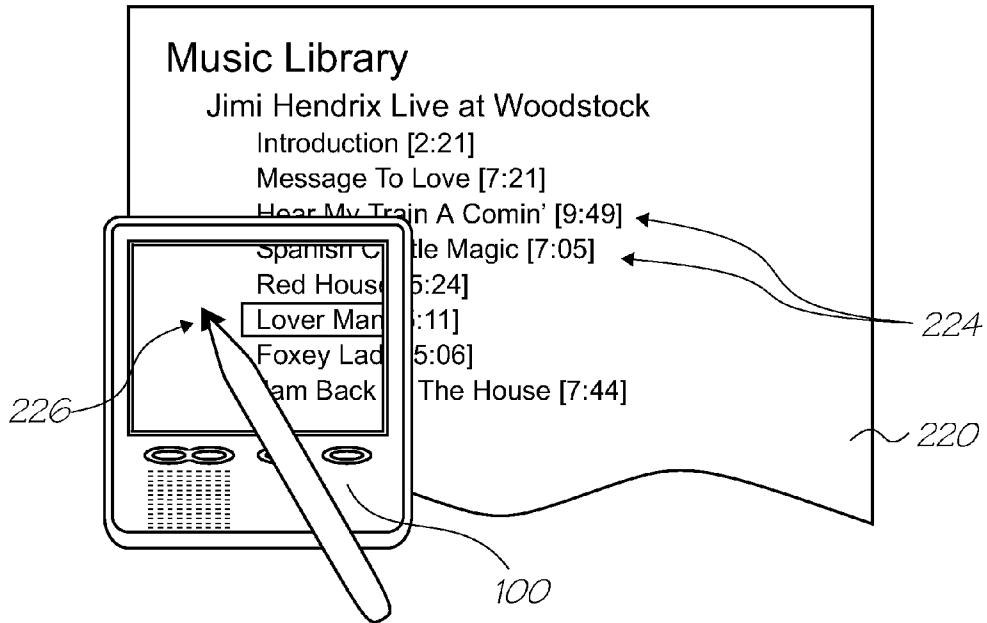 Music Library
Jimi Hendrix Live at Woodstock
Introduction [2:21]
Message To Love [7:21]
Hear My Train A Comin' [9:49]
Spanish C tle Magic [7:05]
Red House 5:24]
Lover Man :11]
Foxey Lad 5:06]
Jam Back The House [7:44]
224
226
220
100